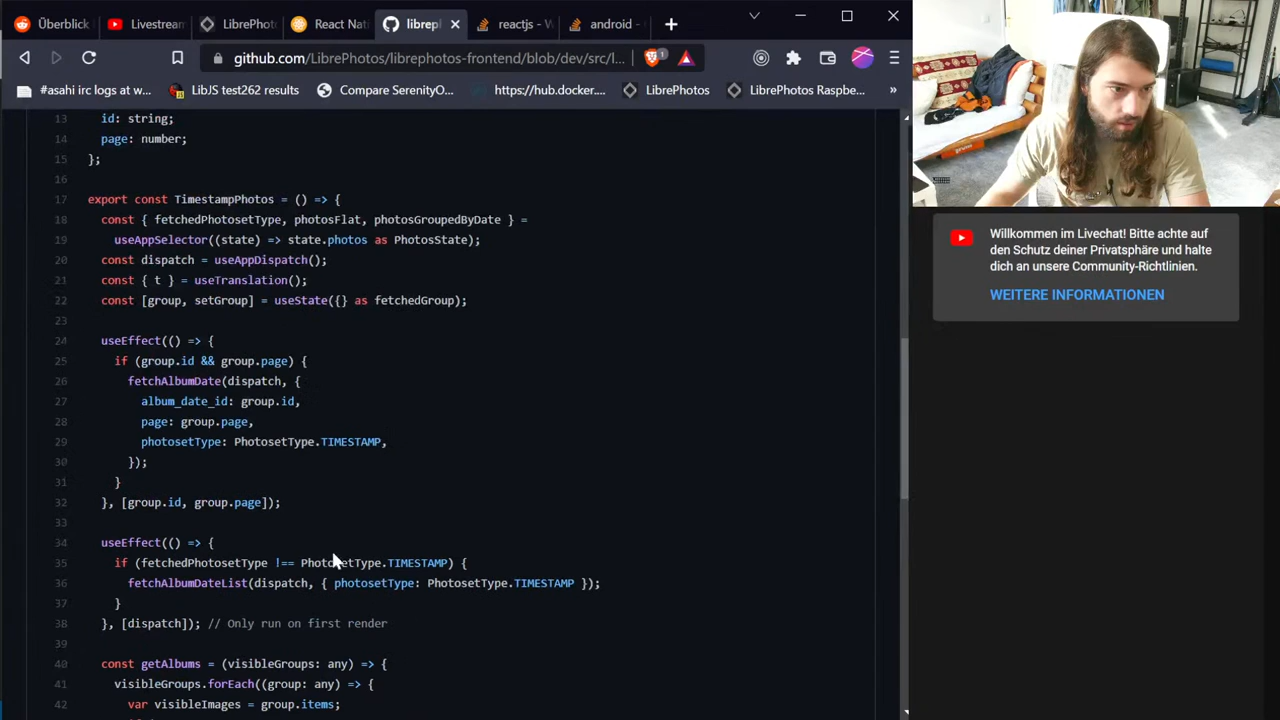 Überblick
Livestream
LibrePhoto
React Nati
librepl
reactjs - W
android -
github.com/LibrePhotos/librephotos-frontend/blob/dev/src/l...
1
#asahi irc logs at w...
LibJS test262 results
Compare SerenityO...
https://hub.docker....
LibrePhotos
LibrePhotos Raspbe...
»
13 id: string;
14 page: number;
15 };
16
17 export const TimestampPhotos = () => {
18 const { fetchedPhotosetType, photosFlat, photosGroupedByDate } =
19 useAppSelector((state) => state.photos as PhotosState);
20 const dispatch = useAppDispatch();
21 const { t } = useTranslation();
22 const [group, setGroup] = useState({} as fetchedGroup);
23
24 useEffect(() => {
25 if (group.id && group.page) {
26 fetchAlbumDate(dispatch, {
27 album_date_id: group.id,
28 page: group.page,
29 photosetType: PhotosetType.TIMESTAMP,
30 });
31 }
32 }, [group.id, group.page]);
33
34 useEffect(() => {
35 if (fetchedPhotosetType !== PhotosetType.TIMESTAMP) {
36 fetchAlbumDateList(dispatch, { photosetType: PhotosetType.TIMESTAMP });
37 }
38 }, [dispatch]); // Only run on first render
39
40 const getAlbums = (visibleGroups: any) => {
41 visibleGroups.forEach((group: any) => {
42 var visibleImages = group.items;
Willkommen im Livechat! Bitte achte auf
den Schutz deiner Privatsphäre und halte
dich an unsere Community-Richtlinien.
WEITERE INFORMATIONEN